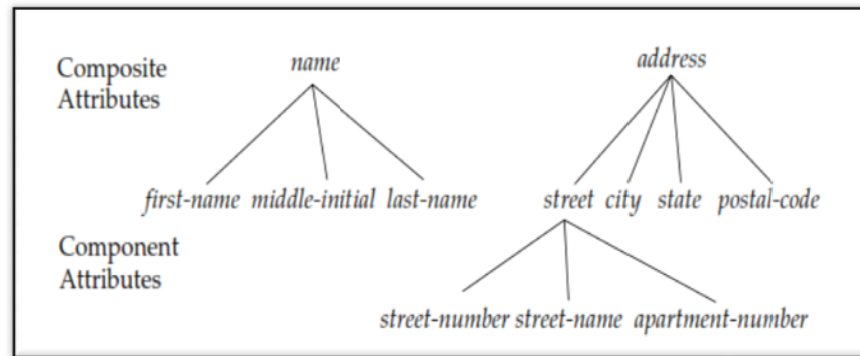 Composite
Attributes
name
address
first-name middle-initial last-name
street city state postal-code
Component
Attributes
street-number street-name apartment-number